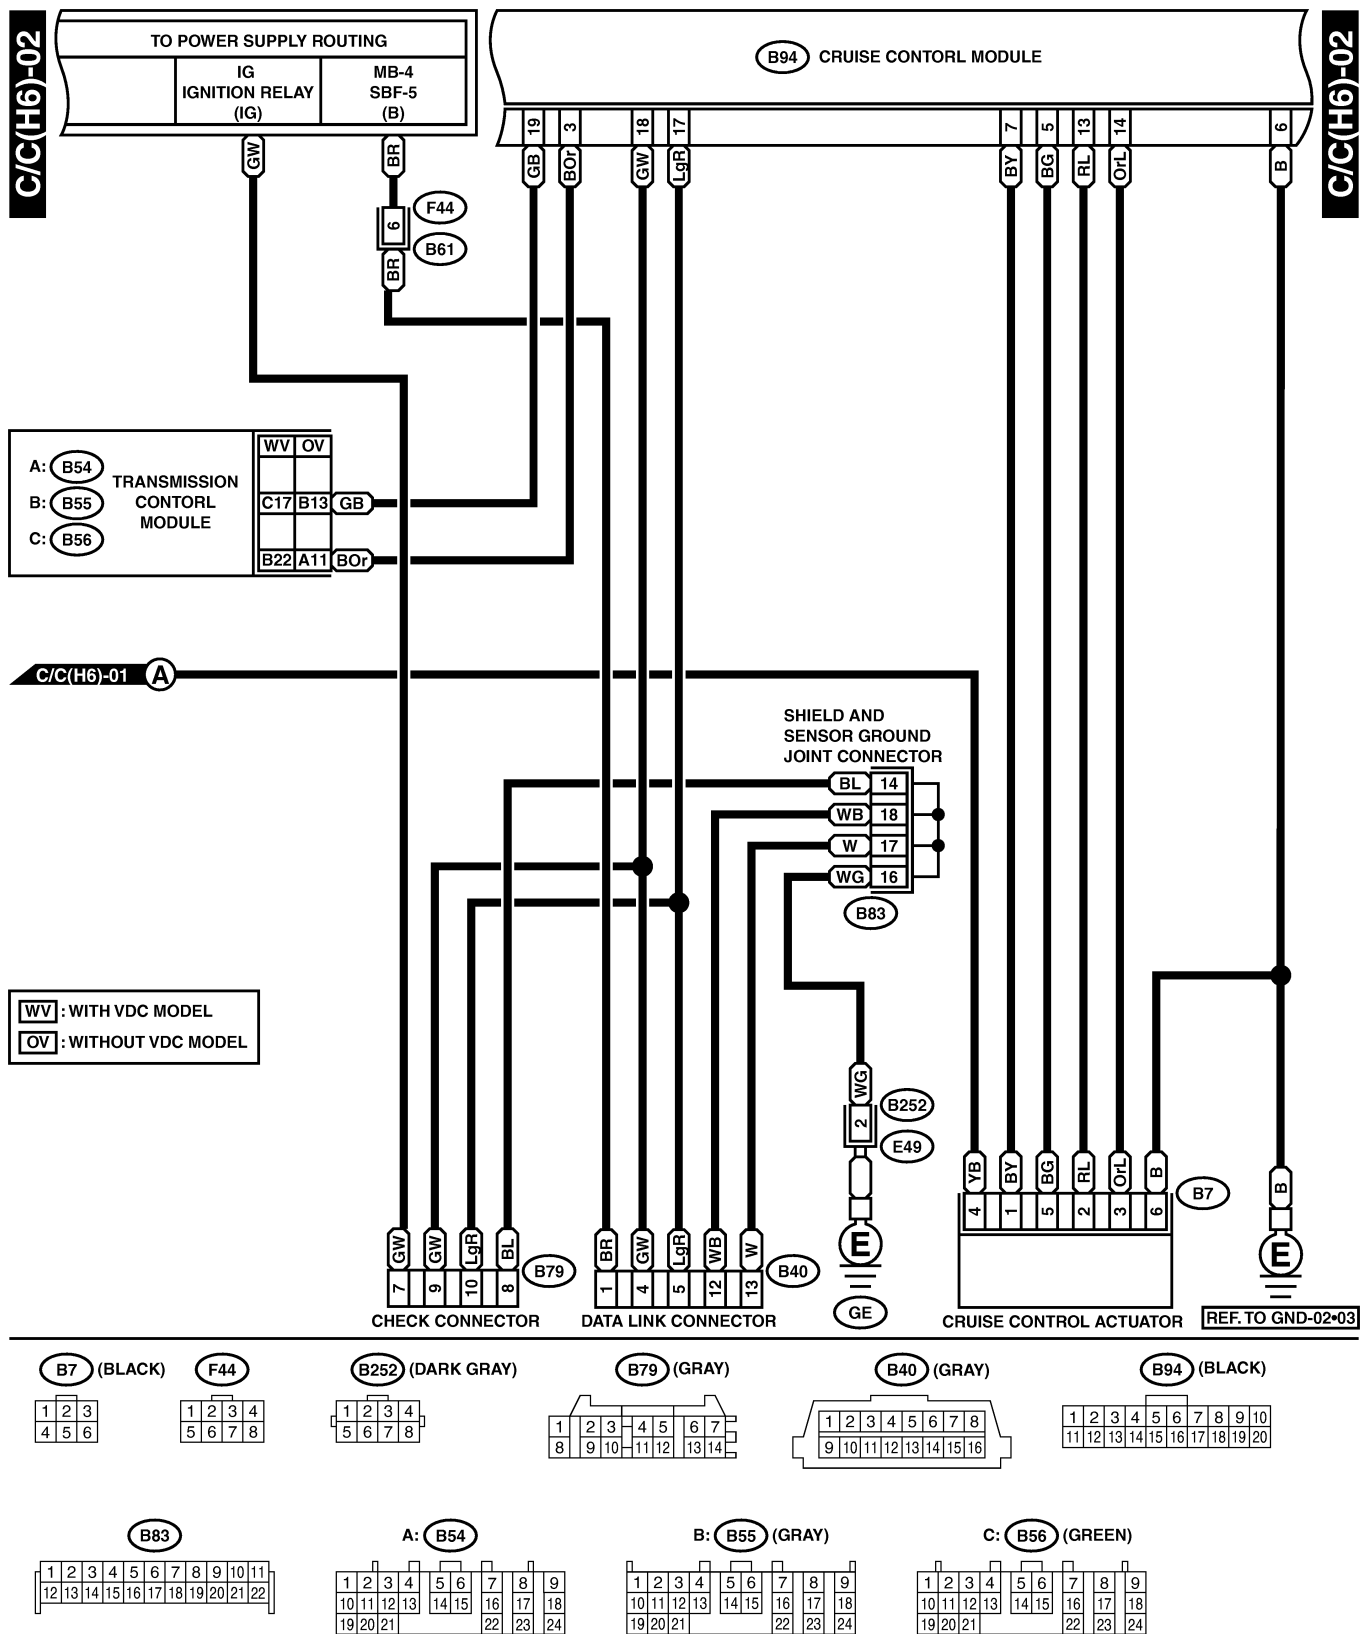 C/C(H6)-02
C/C(H6)-02
TO POWER SUPPLY ROUTING
IG
IGNITION RELAY
(IG)
MB-4
SBF-5
(B)
B94 CRUISE CONTORL MODULE
19 3 18 17 7 5 13 14 6
GW BR GB BOr GW LgR BY BG RL OrL B
6 F44
B61
BR
A: B54
B: B55
C: B56
TRANSMISSION
CONTORL
MODULE
WV OV
C17 B13 GB
B22 A11 BOr
C/C(H6)-01 A
SHIELD AND
SENSOR GROUND
JOINT CONNECTOR
BL 14
WB 18
W 17
WG 16
B83
WV : WITH VDC MODEL
OV : WITHOUT VDC MODEL
WG
2 B252
E49
E
GE
YB BY BG RL OrL B B7
4 1 5 2 3 6
CRUISE CONTROL ACTUATOR
B
E
REF. TO GND-02•03
GW GW LgR BL B79
7 9 10 8
CHECK CONNECTOR
BR GW LgR WB W B40
1 4 5 12 13
DATA LINK CONNECTOR
B7 (BLACK)
1 2 3
4 5 6
F44
1 2 3 4
5 6 7 8
B252 (DARK GRAY)
1 2 3 4
5 6 7 8
B79 (GRAY)
1 2 3 4 5 6 7
8 9 10 11 12 13 14
B40 (GRAY)
1 2 3 4 5 6 7 8
9 10 11 12 13 14 15 16
B94 (BLACK)
1 2 3 4 5 6 7 8 9 10
11 12 13 14 15 16 17 18 19 20
B83
1 2 3 4 5 6 7 8 9 10 11
12 13 14 15 16 17 18 19 20 21 22
A: B54
1 2 3 4 5 6 7 8 9
10 11 12 13 14 15 16 17 18
19 20 21 22 23 24
B: B55 (GRAY)
1 2 3 4 5 6 7 8 9
10 11 12 13 14 15 16 17 18
19 20 21 22 23 24
C: B56 (GREEN)
1 2 3 4 5 6 7 8 9
10 11 12 13 14 15 16 17 18
19 20 21 22 23 24